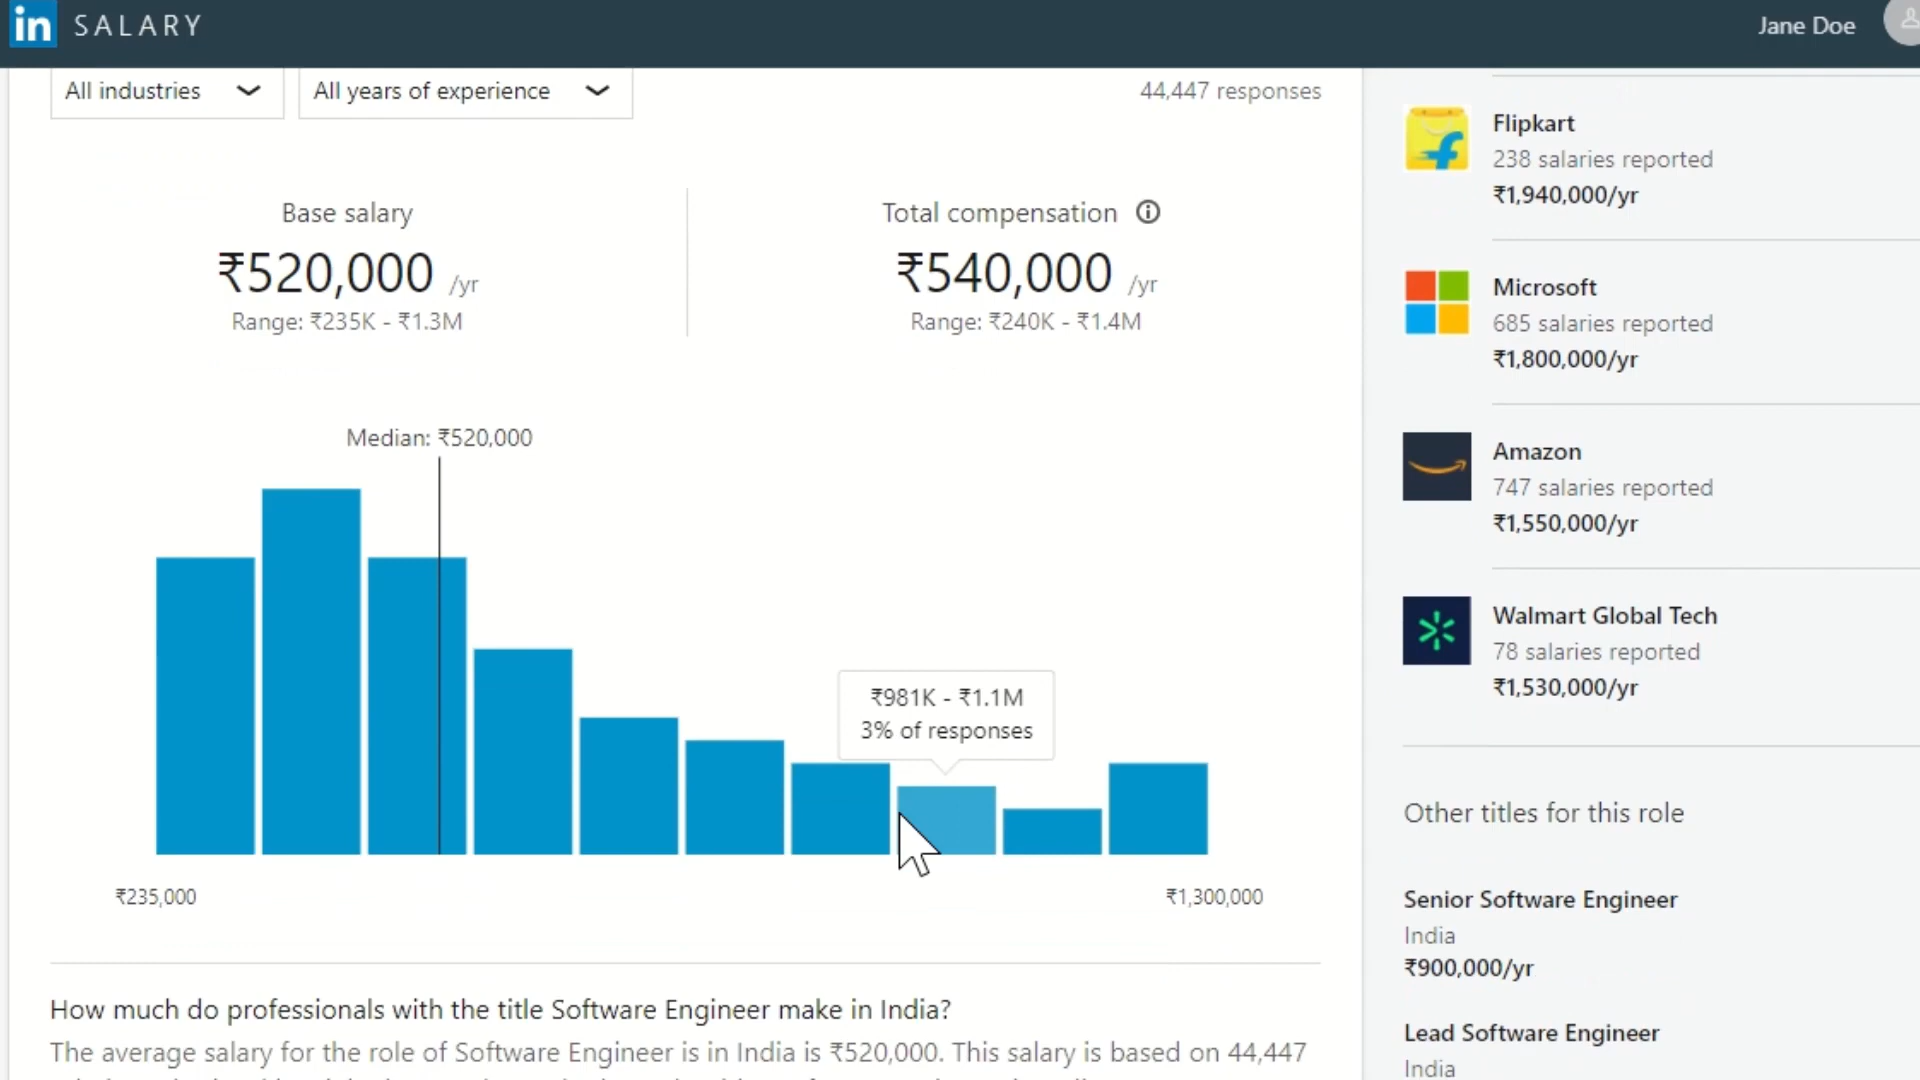 in SALARY
Jane Doe
All industries
All years of experience
44,447 responses
Base salary
₹520,000 /yr
Range: ₹235K - ₹1.3M
Total compensation
₹540,000 /yr
Range: ₹240K - ₹1.4M
Median: ₹520,000
₹981K - ₹1.1M
3% of responses
₹235,000
₹1,300,000
How much do professionals with the title Software Engineer make in India?
The average salary for the role of Software Engineer is in India is ₹520,000. This salary is based on 44,447
Flipkart
238 salaries reported
₹1,940,000/yr
Microsoft
685 salaries reported
₹1,800,000/yr
Amazon
747 salaries reported
₹1,550,000/yr
Walmart Global Tech
78 salaries reported
₹1,530,000/yr
Other titles for this role
Senior Software Engineer
India
₹900,000/yr
Lead Software Engineer
India